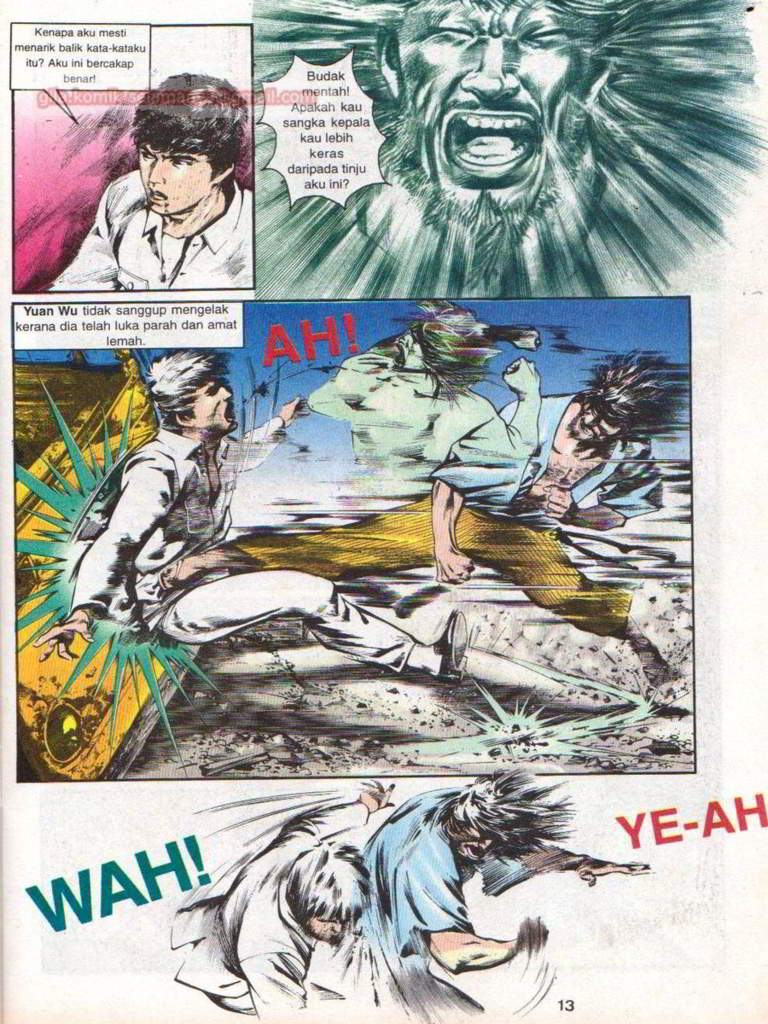 Kenapa aku mesti
menarik balik kata-kataku
itu? Aku ini bercakap
benar!
Budak
mentah!
Apakah kau
sangka kepala
kau lebih
keras
daripada tinju
aku ini?
Yuan Wu tidak sanggup mengelak
kerana dia telah luka parah dan amat
lemah.
AH!
WAH!
YE-AH
13